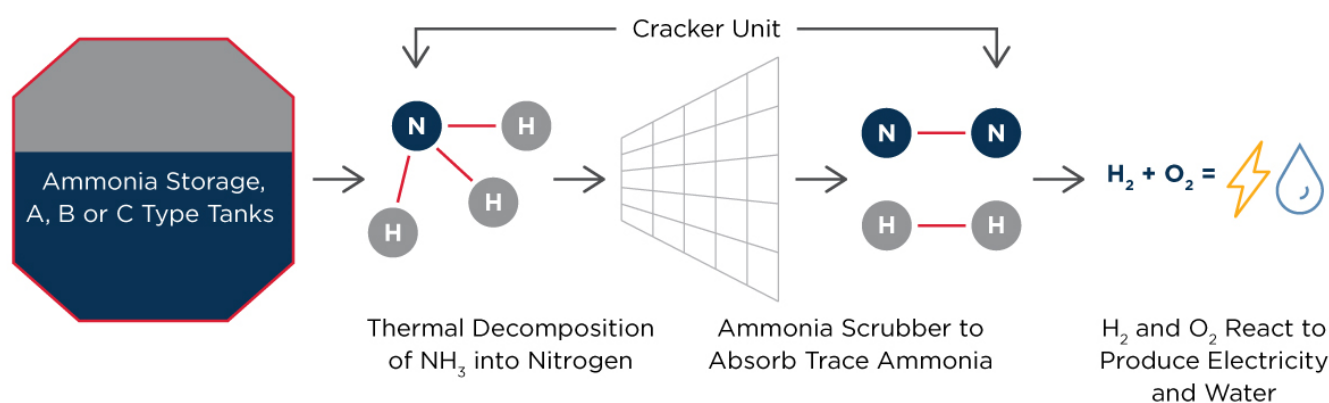 Cracker Unit
Ammonia Storage,
A, B or C Type Tanks
N
H
H
H
N
N
H
H
H₂ + O₂ =
Thermal Decomposition
of NH₃ into Nitrogen
Ammonia Scrubber to
Absorb Trace Ammonia
H₂ and O₂ React to
Produce Electricity
and Water